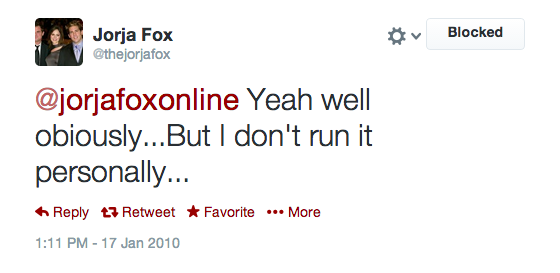 Jorja Fox
@thejorjafox
Blocked
@jorjafoxonline Yeah well
obiously...But I don't run it
personally...
Reply Retweet Favorite More
1:11 PM - 17 Jan 2010